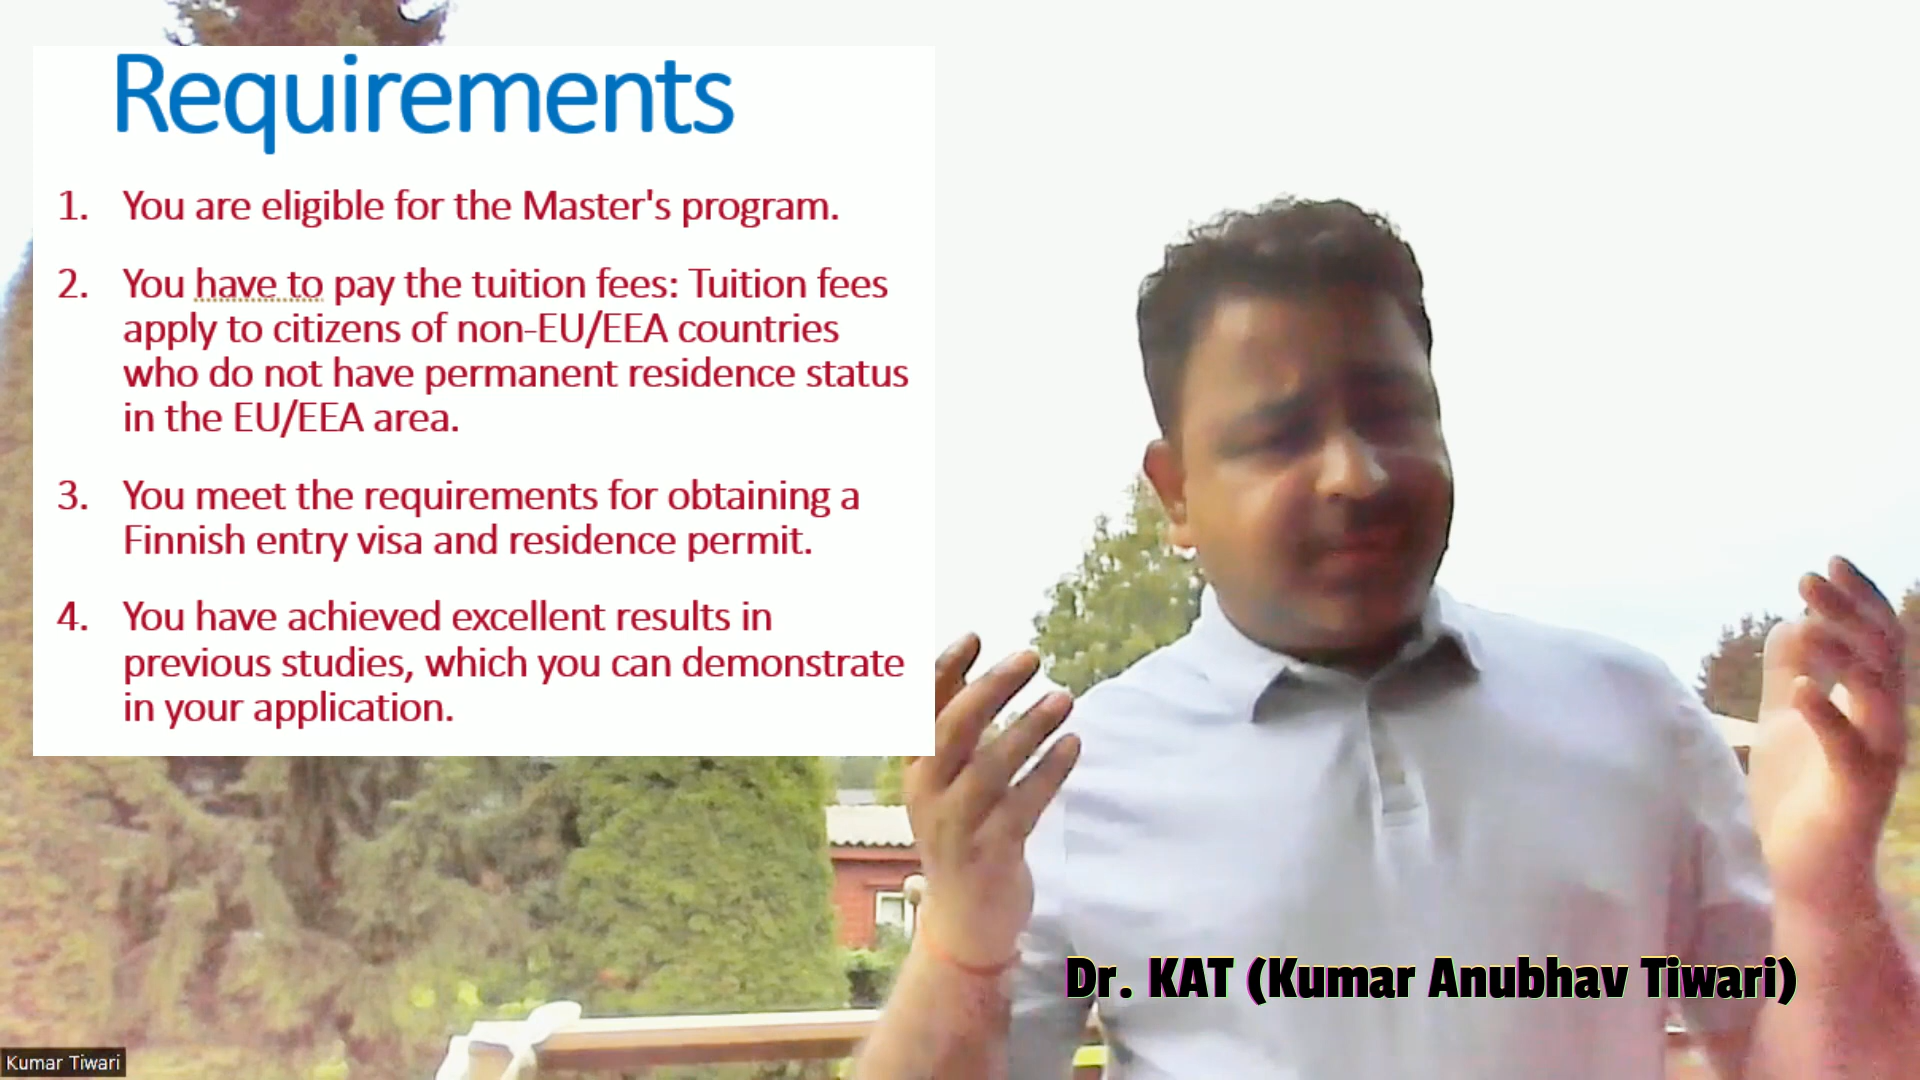 Requirements
1. You are eligible for the Master's program.
2. You have to pay the tuition fees: Tuition fees
apply to citizens of non-EU/EEA countries
who do not have permanent residence status
in the EU/EEA area.
3. You meet the requirements for obtaining a
Finnish entry visa and residence permit.
4. You have achieved excellent results in
previous studies, which you can demonstrate
in your application.
Dr. KAT (Kumar Anubhav Tiwari)
Kumar Tiwari